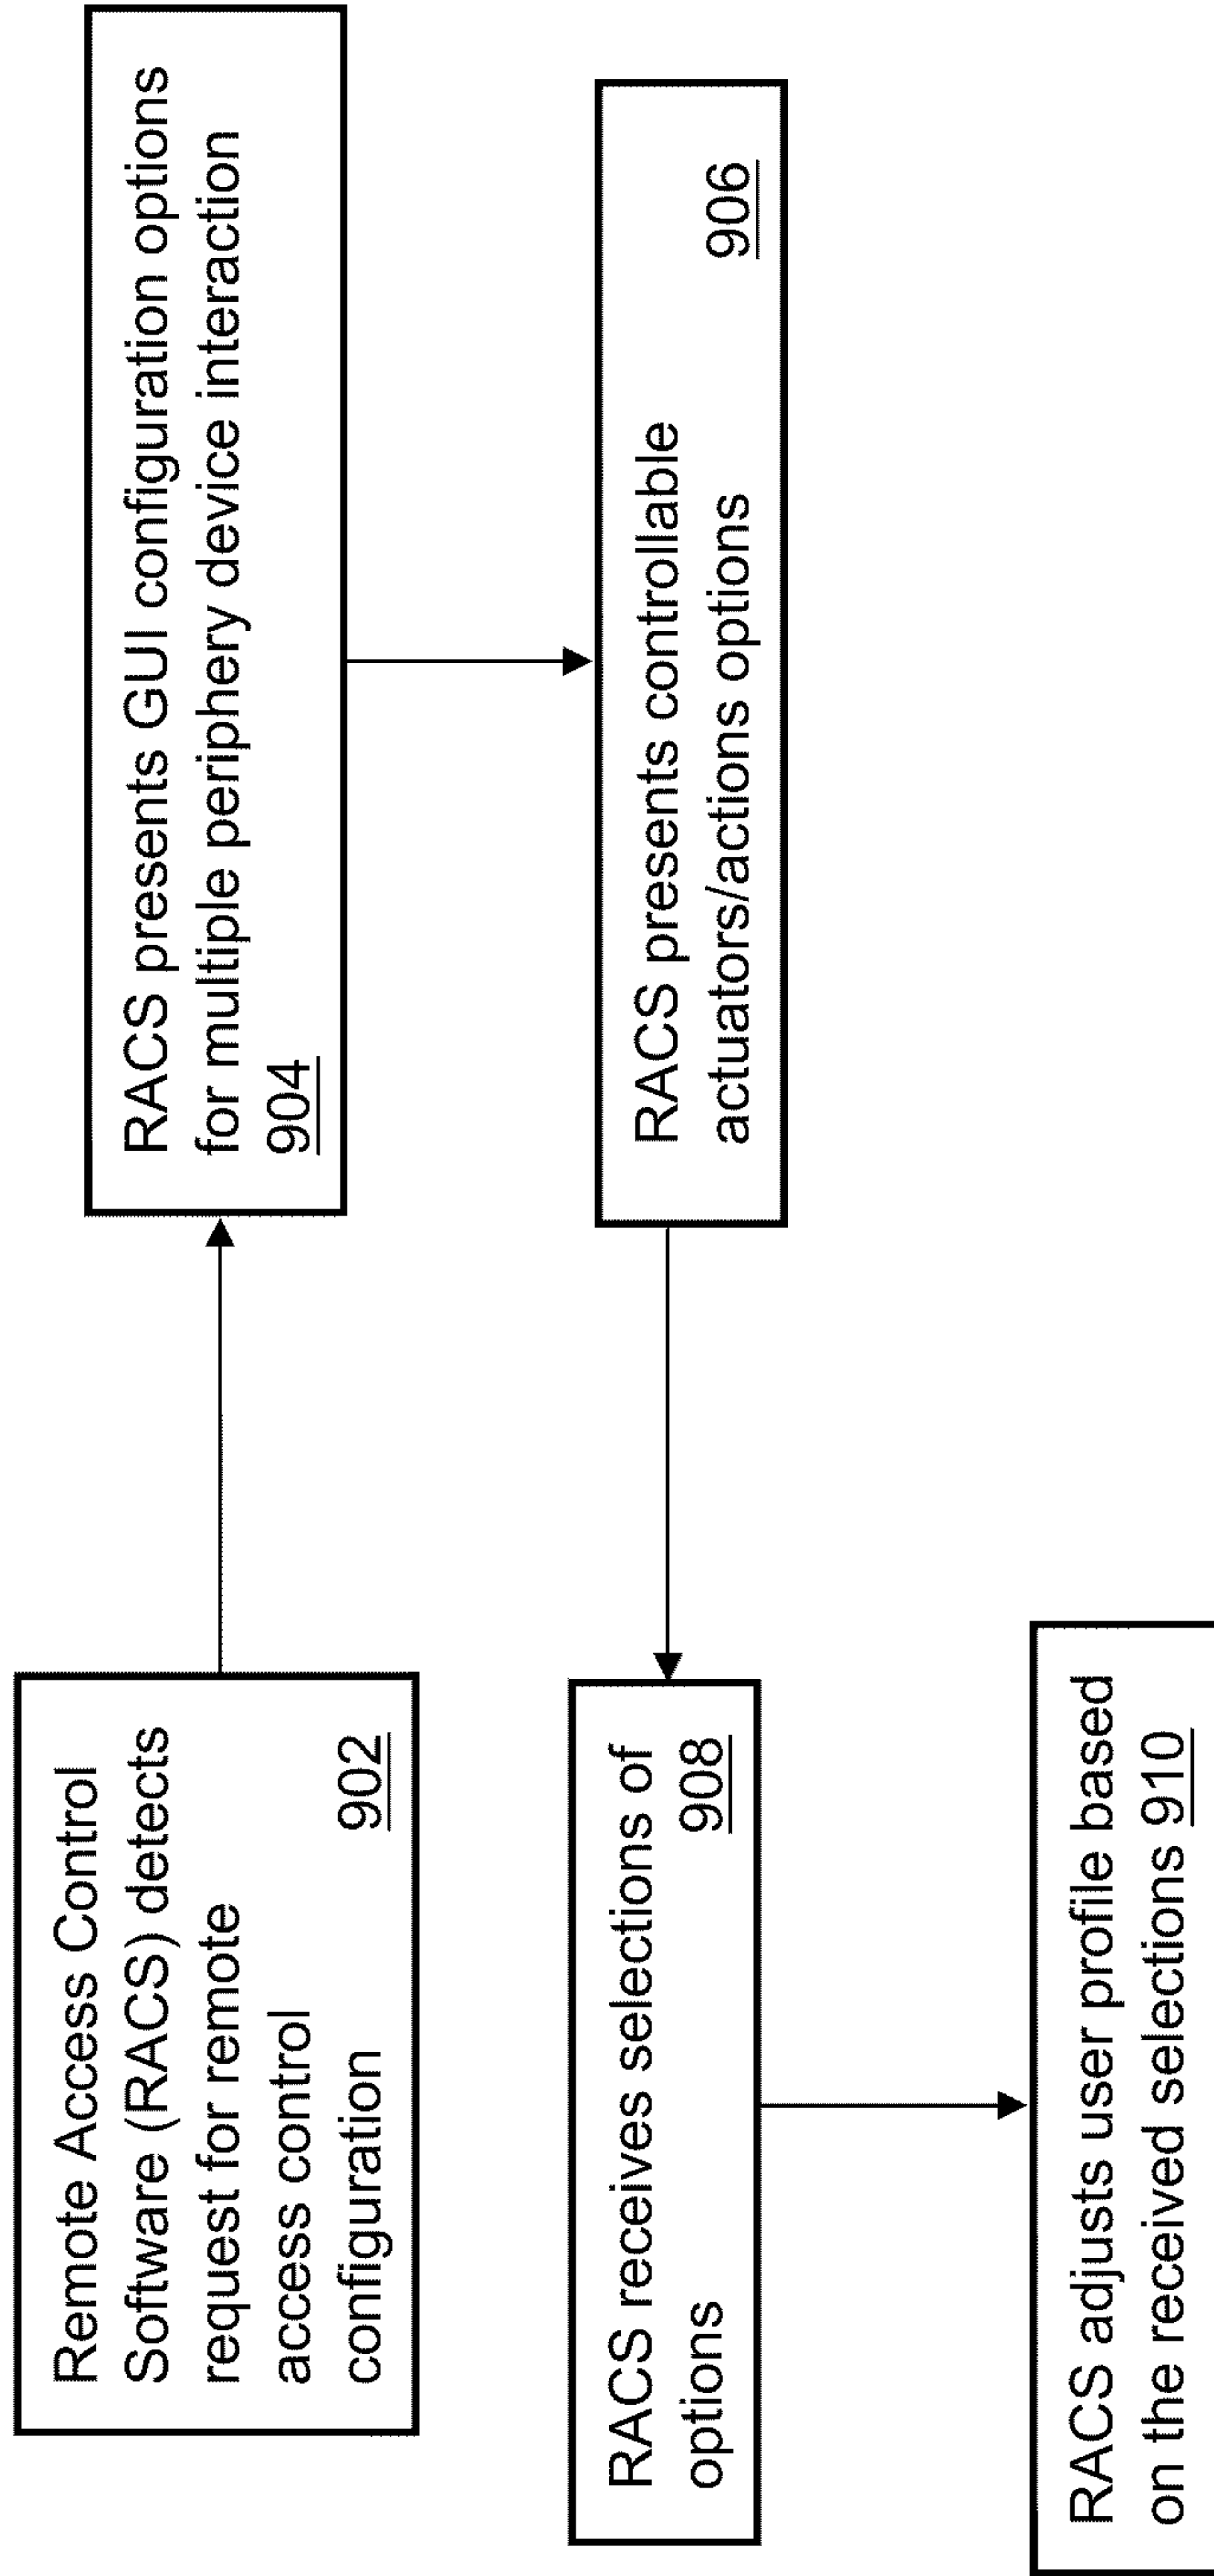 Remote Access Control
Software (RACS) detects
request for remote
access control
configuration 902
RACS presents GUI configuration options
for multiple periphery device interaction
904
RACS presents controllable
actuators/actions options 906
RACS receives selections of
options 908
RACS adjusts user profile based
on the received selections 910